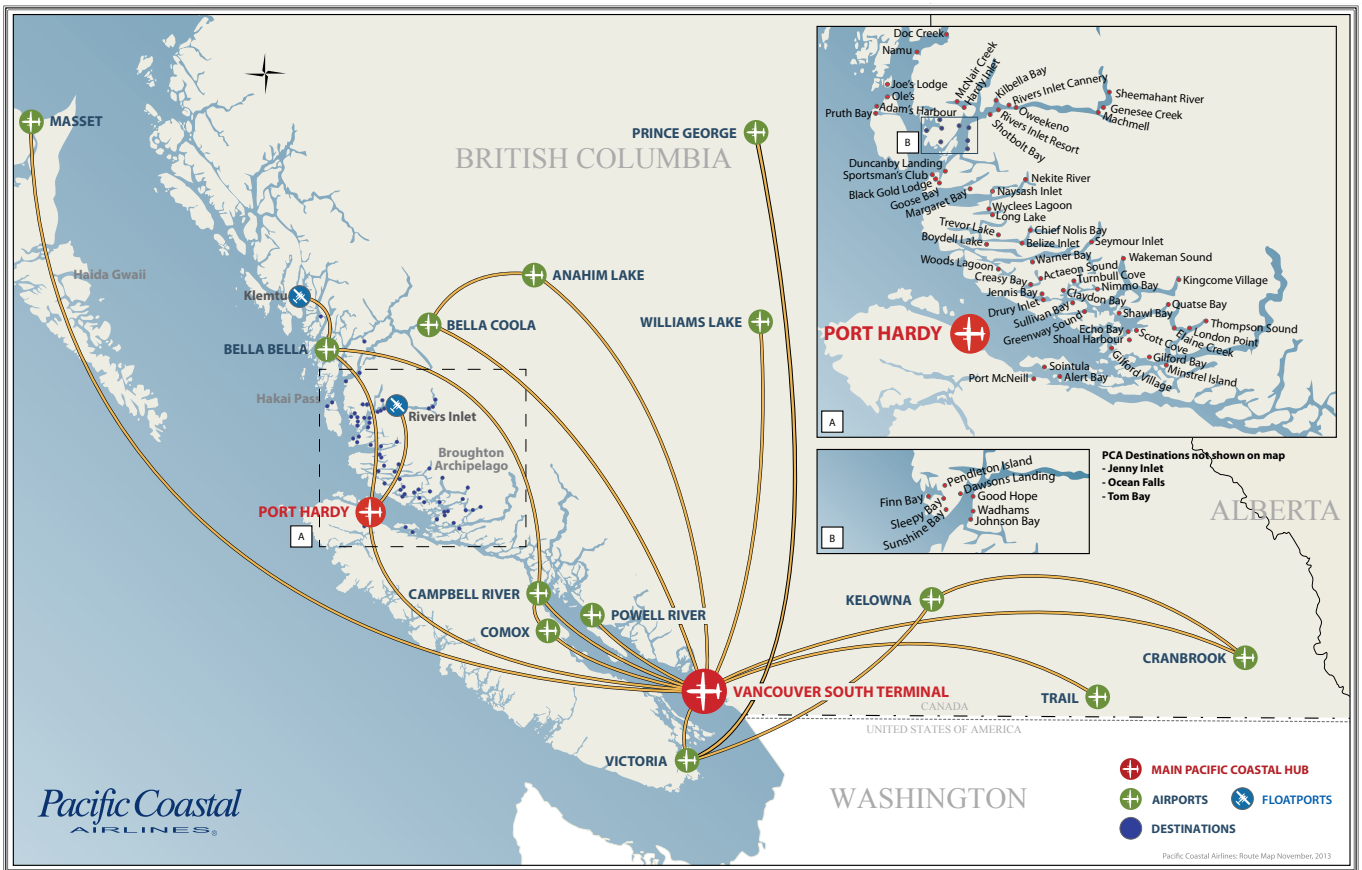 MASSET
PRINCE GEORGE
BRITISH COLUMBIA
Haida Gwaii
ANAHIM LAKE
Klemtu
BELLA COOLA
WILLIAMS LAKE
BELLA BELLA
Hakai Pass
Rivers Inlet
Broughton
Archipelago
PORT HARDY
A
CAMPBELL RIVER
POWELL RIVER
COMOX
KELOWNA
CRANBROOK
VANCOUVER SOUTH TERMINAL
TRAIL
CANADA
UNITED STATES OF AMERICA
VICTORIA
WASHINGTON
ALBERTA
Doc Creek
Namu
McNair Creek
Hardy Inlet
Kilbella Bay
Rivers Inlet Cannery
Joe's Lodge
Ole's
Adam's Harbour
Pruth Bay
Oweekeno
Rivers Inlet Resort
Shotbolt Bay
Sheemahant River
Genesee Creek
Machmell
B
Duncanby Landing
Sportsman's Club
Black Gold Lodge
Goose Bay
Margaret Bay
Nekite River
Naysash Inlet
Wyclees Lagoon
Long Lake
Trevor Lake
Boydell Lake
Chief Nolis Bay
Belize Inlet
Seymour Inlet
Woods Lagoon
Warner Bay
Wakeman Sound
Creasy Bay
Actaeon Sound
Turnbull Cove
Nimmo Bay
Kingcome Village
Jennis Bay
Claydon Bay
Drury Inlet
Sullivan Bay
Greenway Sound
Shawl Bay
Quatse Bay
Thompson Sound
London Point
Elaine Creek
Echo Bay
Scott Cove
Shoal Harbour
Gilford Bay
Gilford Village
Minstrel Island
PORT HARDY
Sointula
Port McNeill
Alert Bay
A
Pendleton Island
Dawsons Landing
Finn Bay
Good Hope
Sleepy Bay
Wadhams
Sunshine Bay
Johnson Bay
B
PCA Destinations not shown on map
- Jenny Inlet
- Ocean Falls
- Tom Bay
MAIN PACIFIC COASTAL HUB
AIRPORTS
FLOATPORTS
DESTINATIONS
Pacific Coastal
AIRLINES®
Pacific Coastal Airlines: Route Map November, 2013